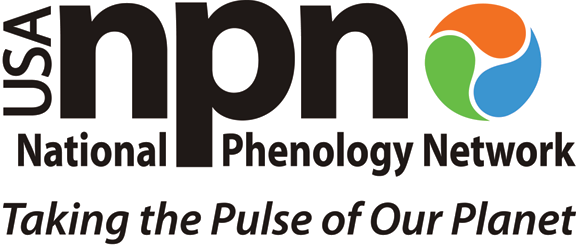 USA npn
National Phenology Network
Taking the Pulse of Our Planet